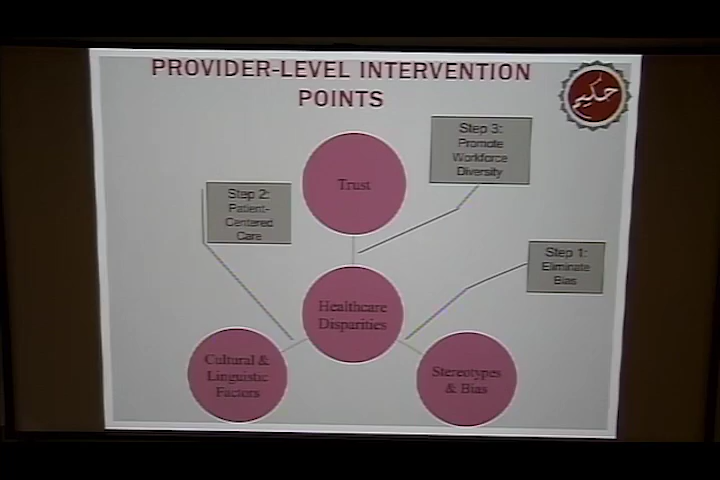 PROVIDER-LEVEL INTERVENTION
POINTS
حكيم
Step 3:
Promote
Workforce
Diversity
Trust
Step 2:
Patient-
Centered
Care
Step 1:
Eliminate
Bias
Healthcare
Disparities
Cultural &
Linguistic
Factors
Stereotypes
& Bias